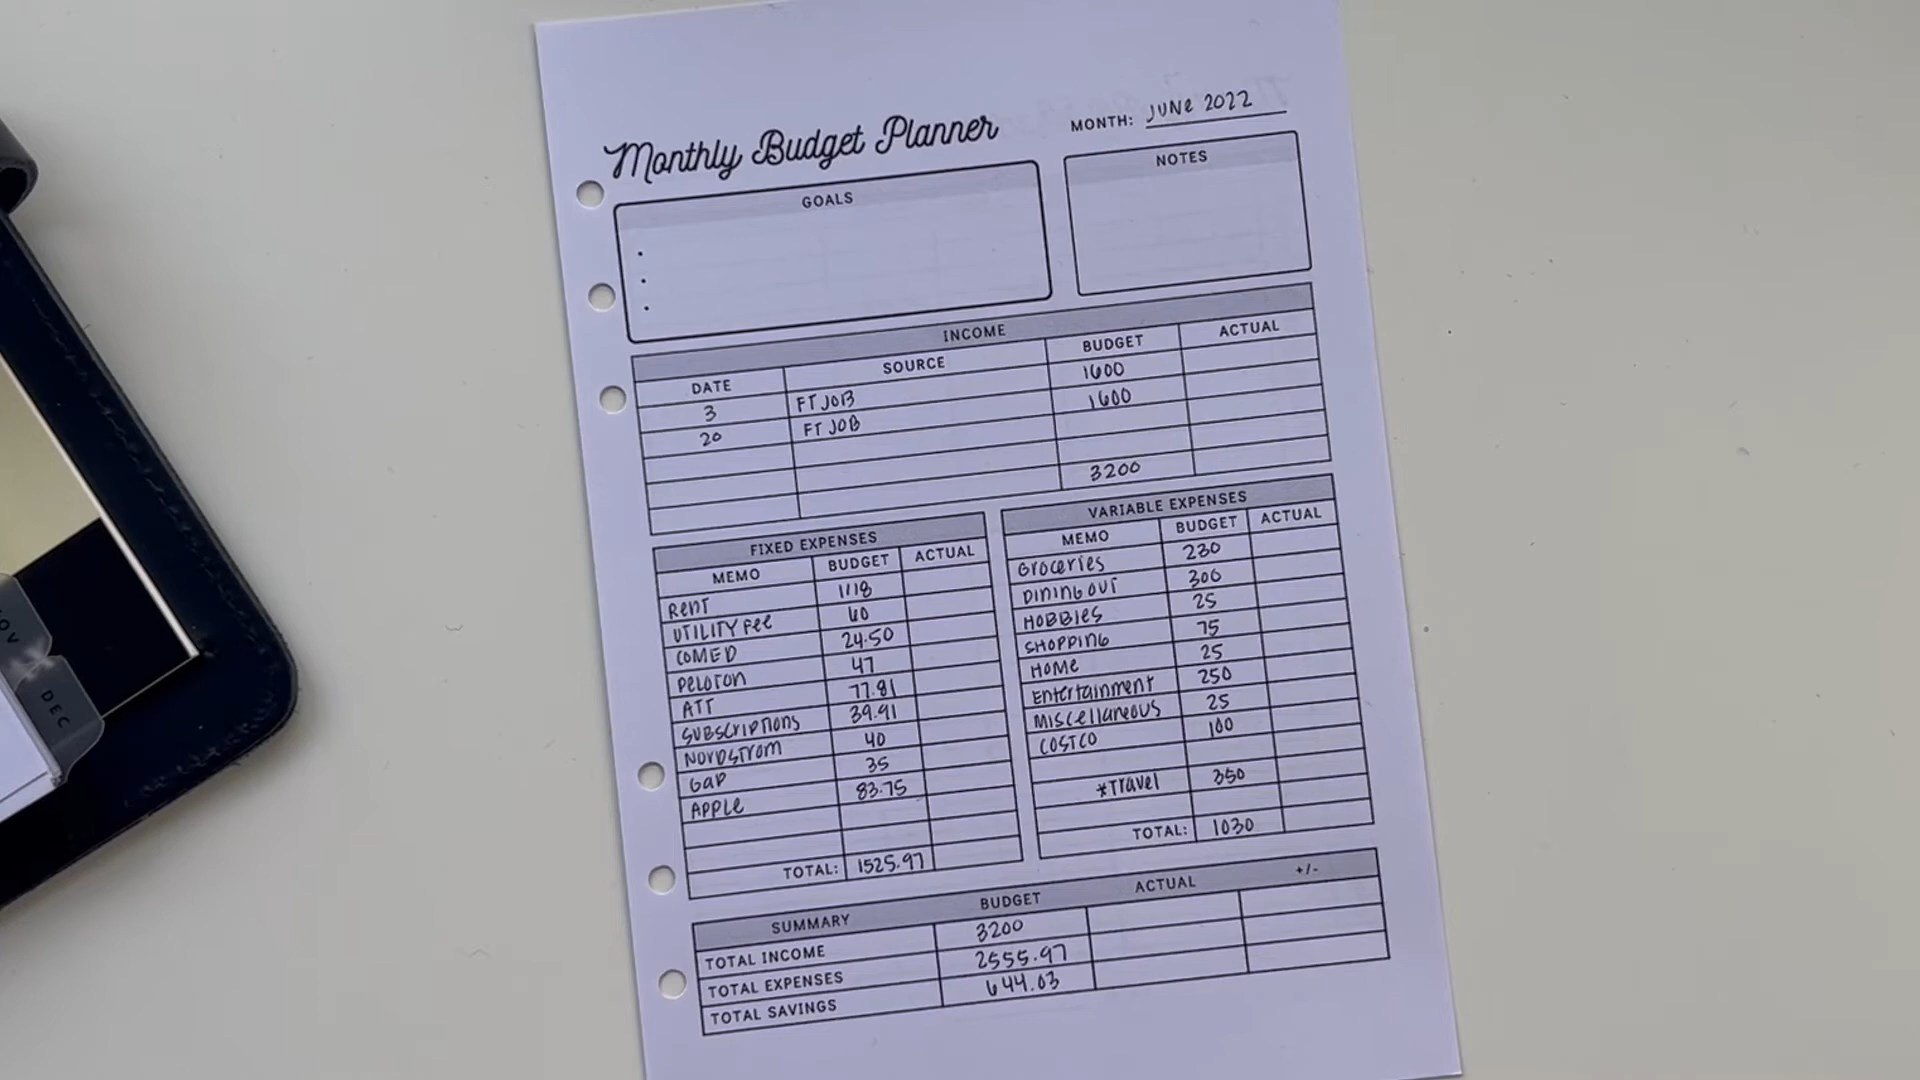 Monthly Budget Planner
MONTH: JUNE 2022
GOALS
NOTES
INCOME
DATE SOURCE BUDGET ACTUAL
3 FT JOB 1600
20 FT JOB 1600
3200
FIXED EXPENSES
MEMO BUDGET ACTUAL
RENT 1118
UTILITY FEE 60
COMED 24.50
PELOTON 47
ATT 77.81
SUBSCRIPTIONS 39.91
NORDSTROM 40
GAP 35
APPLE 83.75
TOTAL: 1525.97
VARIABLE EXPENSES
MEMO BUDGET ACTUAL
GROCERIES 230
DINING OUT 300
HOBBIES 25
SHOPPING 75
HOME 25
ENTERTAINMENT 250
MISCELLANEOUS 25
COSTCO 100
*TRAVEL 350
TOTAL: 1030
SUMMARY BUDGET ACTUAL +/-
TOTAL INCOME 3200
TOTAL EXPENSES 2555.97
TOTAL SAVINGS 644.03
OV
DEC